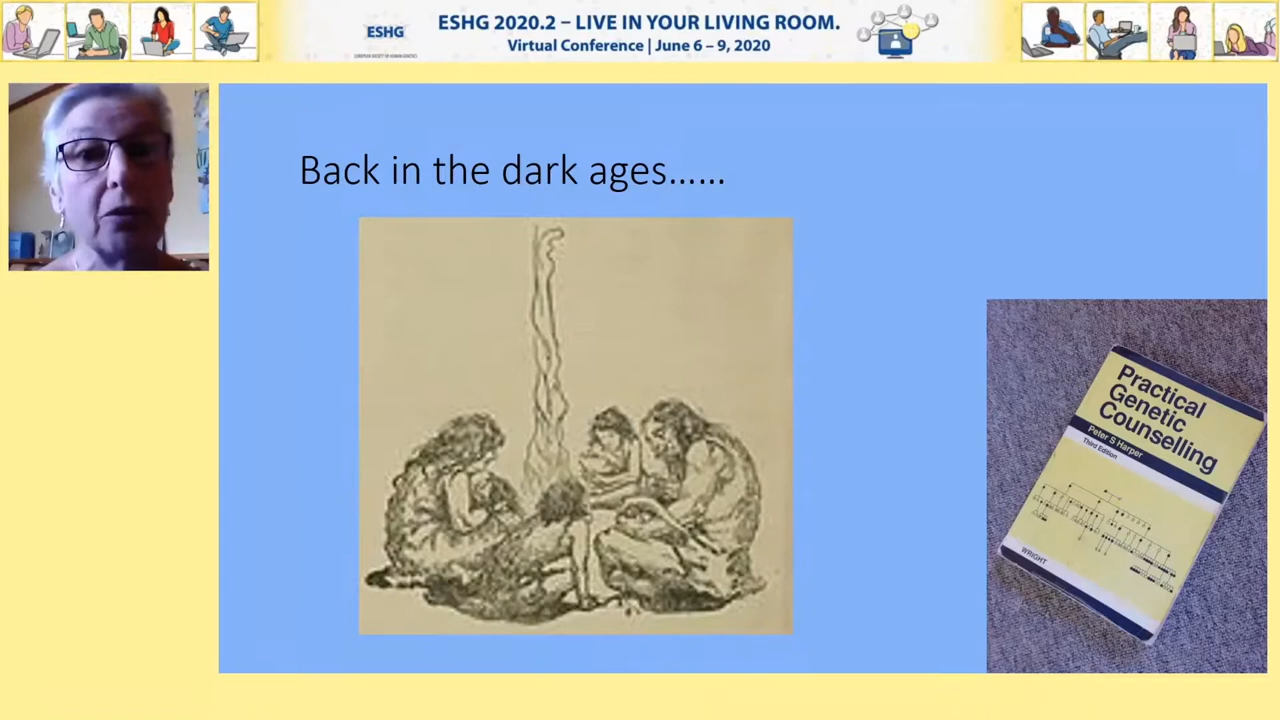 ESHG
EUROPEAN SOCIETY OF HUMAN GENETICS
ESHG 2020.2 – LIVE IN YOUR LIVING ROOM.
Virtual Conference | June 6 – 9, 2020
Back in the dark ages......
Practical
Genetic
Counselling
Peter S Harper
Third Edition
WRIGHT